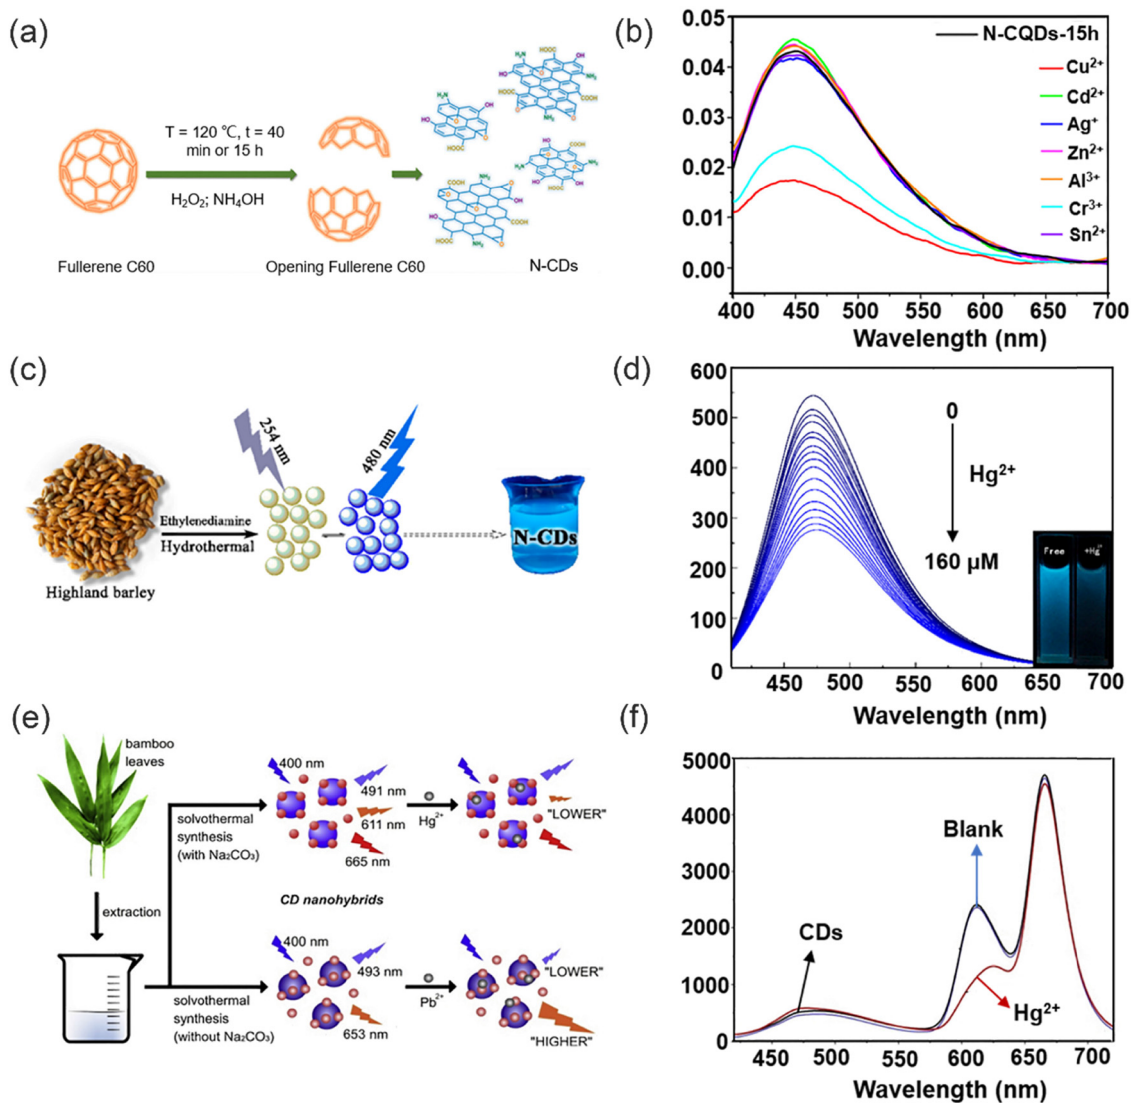 (a)
T = 120 ℃, t = 40
min or 15 h
H₂O₂; NH₄OH
Fullerene C60
Opening Fullerene C60
N-CDs
(b)
0.05
0.04
0.03
0.02
0.01
0.00
N-CQDs-15h
Cu²⁺
Cd²⁺
Ag⁺
Zn²⁺
Al³⁺
Cr³⁺
Sn²⁺
400 450 500 550 600 650 700
Wavelength (nm)
(c)
254 nm
480 nm
Ethylenediamine
Hydrothermal
N-CDs
Highland barley
(d)
600
500
400
300
200
100
0
0
Hg²⁺
160 μM
Free
+Hg²⁺
450 500 550 600 650 700
Wavelength (nm)
(e)
bamboo
leaves
extraction
solvothermal
synthesis
(with Na₂CO₃)
400 nm
491 nm
611 nm
665 nm
Hg²⁺
"LOWER"
CD nanohybrids
solvothermal
synthesis
(without Na₂CO₃)
400 nm
493 nm
653 nm
Pb²⁺
"LOWER"
"HIGHER"
(f)
5000
4000
3000
2000
1000
0
Blank
CDs
Hg²⁺
450 500 550 600 650 700
Wavelength (nm)